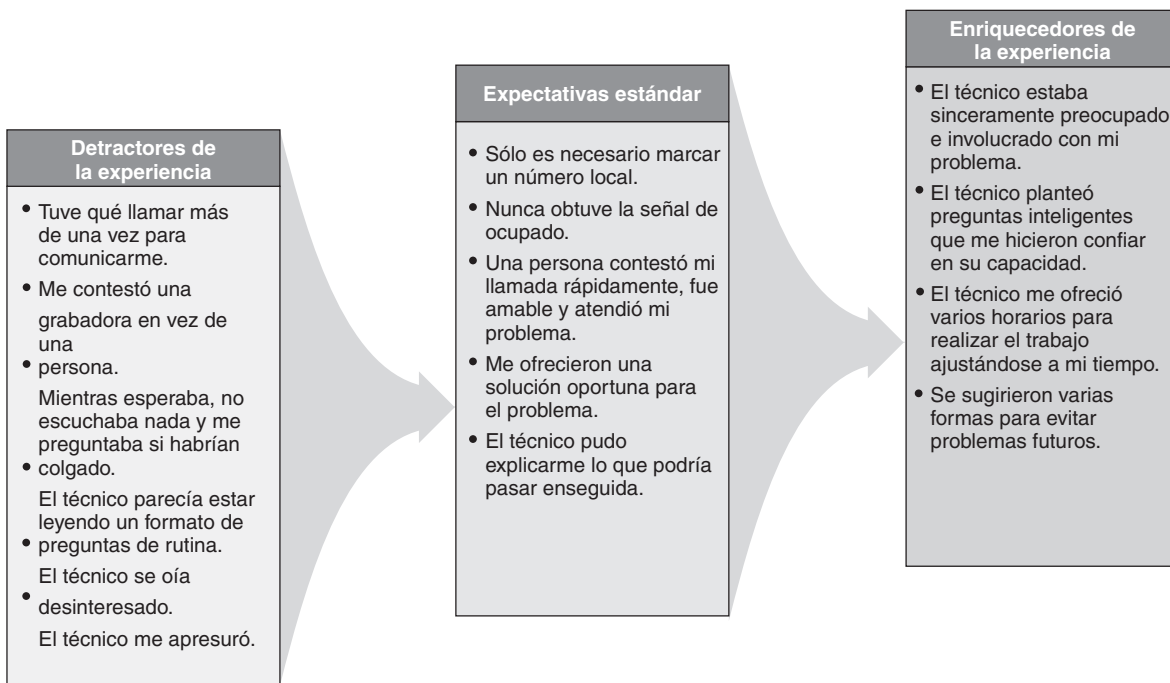 Detractores de
la experiencia
• Tuve qué llamar más
de una vez para
comunicarme.
• Me contestó una
grabadora en vez de
una
• persona.
Mientras esperaba, no
escuchaba nada y me
preguntaba si habrían
• colgado.
El técnico parecía estar
leyendo un formato de
• preguntas de rutina.
El técnico se oía
• desinteresado.
El técnico me apresuró.
Expectativas estándar
• Sólo es necesario marcar
un número local.
• Nunca obtuve la señal de
ocupado.
• Una persona contestó mi
llamada rápidamente, fue
amable y atendió mi
problema.
• Me ofrecieron una
solución oportuna para
el problema.
• El técnico pudo
explicarme lo que podría
pasar enseguida.
Enriquecedores de
la experiencia
• El técnico estaba
sinceramente preocupado
e involucrado con mi
problema.
• El técnico planteó
preguntas inteligentes
que me hicieron confiar
en su capacidad.
• El técnico me ofreció
varios horarios para
realizar el trabajo
ajustándose a mi tiempo.
• Se sugirieron varias
formas para evitar
problemas futuros.